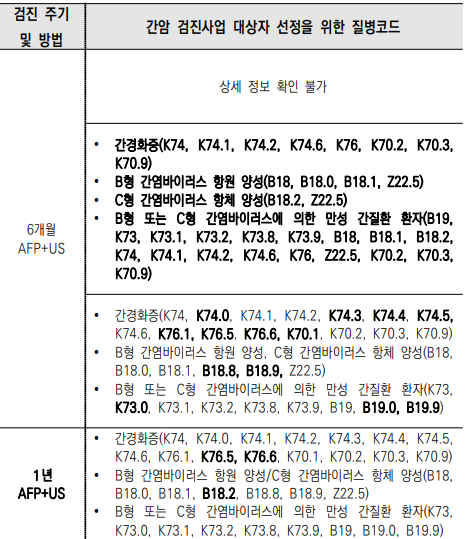 검진 주기
및 방법
간암 검진사업 대상자 선정을 위한 질병코드
상세 정보 확인 불가
6개월
AFP+US
• 간경화증(K74, K74.1, K74.2, K74.6, K76, K70.2, K70.3,
K70.9)
• B형 간염바이러스 항원 양성(B18, B18.0, B18.1, Z22.5)
• C형 간염바이러스 항체 양성(B18.2, Z22.5)
• B형 또는 C형 간염바이러스에 의한 만성 간질환 환자(B19,
K73, K73.1, K73.2, K73.8, K73.9, B18, B18.1, B18.2,
K74, K74.1, K74.2, K74.6, K76, Z22.5, K70.2, K70.3,
K70.9)
• 간경화증(K74, K74.0, K74.1, K74.2, K74.3, K74.4, K74.5,
K74.6, K76.1, K76.5, K76.6, K70.1, K70.2, K70.3, K70.9)
• B형 간염바이러스 항원 양성, C형 간염바이러스 항체 양성(B18,
B18.0, B18.1, B18.8, B18.9, Z22.5)
• B형 또는 C형 간염바이러스에 의한 만성 간질환 환자(K73,
K73.0, K73.1, K73.2, K73.8, K73.9, B19, B19.0, B19.9)
1년
AFP+US
• 간경화증(K74, K74.0, K74.1, K74.2, K74.3, K74.4, K74.5,
K74.6, K76.1, K76.5, K76.6, K70.1, K70.2, K70.3, K70.9)
• B형 간염바이러스 항원 양성/C형 간염바이러스 항체 양성(B18,
B18.0, B18.1, B18.2, B18.8, B18.9, Z22.5)
• B형 또는 C형 간염바이러스에 의한 만성 간질환 환자(K73,
K73.0, K73.1, K73.2, K73.8, K73.9, B19, B19.0, B19.9)